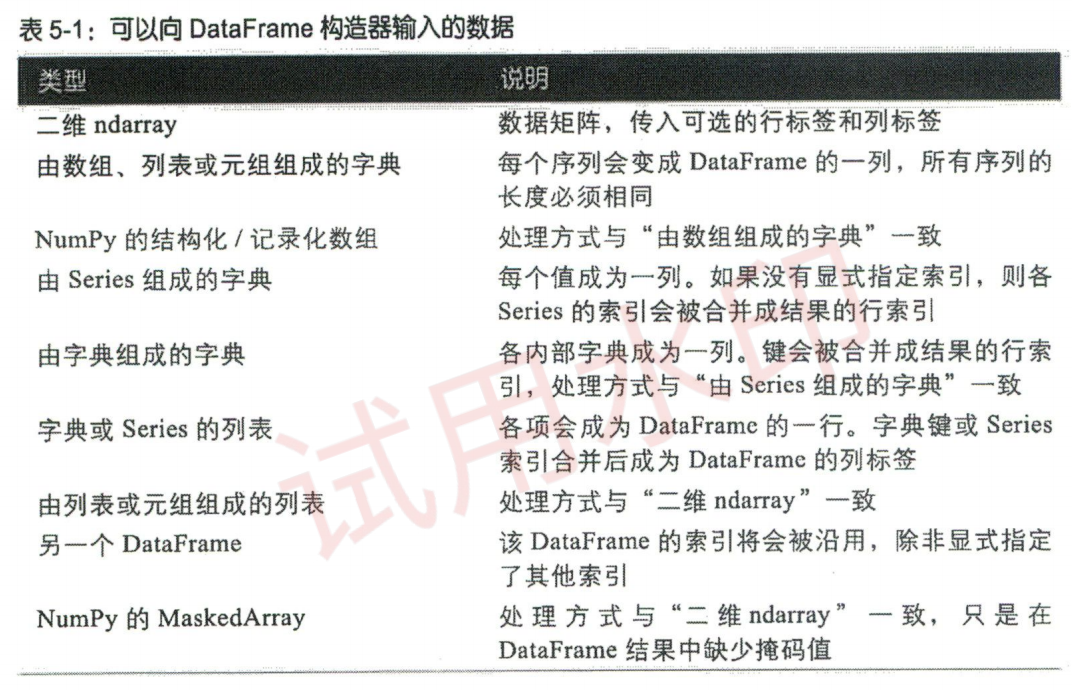 表 5-1：可以向 DataFrame 构造器输入的数据
类型 说明
二维 ndarray 数据矩阵，传入可选的行标签和列标签
由数组、列表或元组组成的字典 每个序列会变成 DataFrame 的一列，所有序列的
长度必须相同
NumPy 的结构化 / 记录化数组 处理方式与“由数组组成的字典”一致
由 Series 组成的字典 每个值成为一列。如果没有显式指定索引，则各
Series 的索引会被合并成结果的行索引
由字典组成的字典 各内部字典成为一列。键会被合并成结果的行索
引，处理方式与“由 Series 组成的字典”一致
字典或 Series 的列表 各项会成为 DataFrame 的一行。字典键或 Series
索引合并后成为 DataFrame 的列标签
由列表或元组组成的列表 处理方式与“二维 ndarray”一致
另一个 DataFrame 该 DataFrame 的索引将会被沿用，除非显式指定
了其他索引
NumPy 的 MaskedArray 处理方式与“二维 ndarray”一致，只是在
DataFrame 结果中缺少掩码值
试用水印